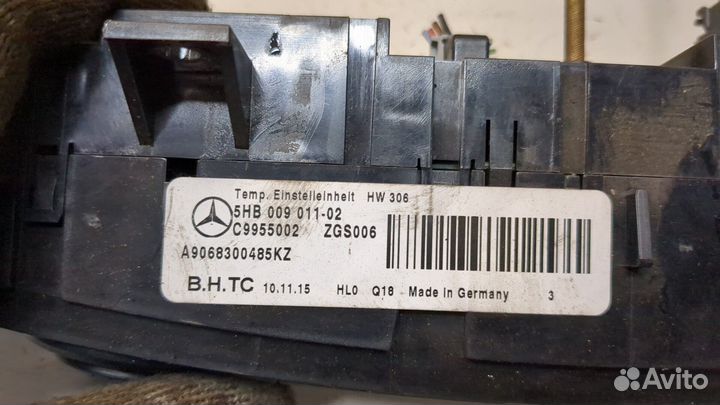 Temp. Einstelleinheit HW 306
5HB 009 011-02
C9955002 ZGS006
A9068300485KZ
B.H.TC 10.11.15 HL0 Q18 Made in Germany 3
Avito